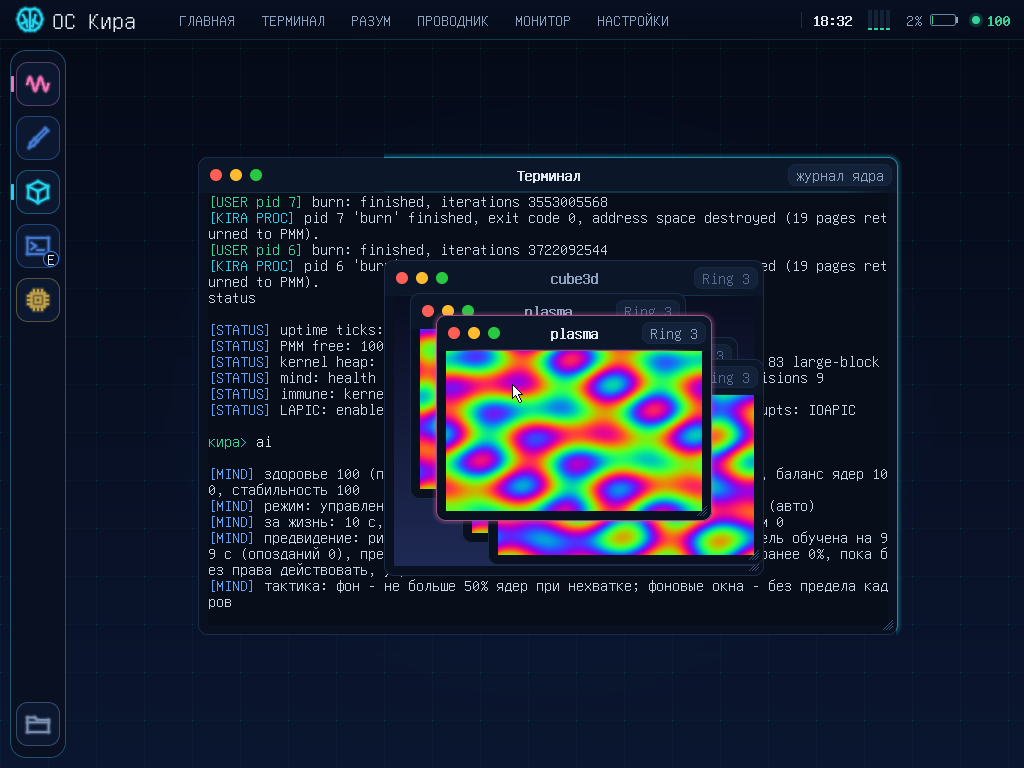 ОС Кира ГЛАВНАЯ ТЕРМИНАЛ РАЗУМ ПРОВОДНИК МОНИТОР НАСТРОЙКИ 18:32 2% 100
Терминал журнал ядра
[USER pid 7] burn: finished, iterations 3553005568
[KIRA PROC] pid 7 'burn' finished, exit code 0, address space destroyed (19 pages ret
urned to PMM).
[USER pid 6] burn: finished, iterations 3722092544
[KIRA PROC] pid 6 'bur ed (19 pages ret
urned to PMM).
cube3d Ring 3
status
plasma Ring 3
[STATUS] uptime ticks:
plasma Ring 3
[STATUS] PMM free: 100
3
[STATUS] kernel heap: 83 large-block
[STATUS] mind: health isions 9
ing 3
[STATUS] immune: kerne
[STATUS] LAPIC: enable upts: IOAPIC
кира> ai
[MIND] здоровье 100 (п , баланс ядер 10
0, стабильность 100
[MIND] режим: управлен (авто)
[MIND] за жизнь: 10 с, 0
[MIND] предвидение: ри ель обучена на 9
9 с (опозданий 0), пре ранее 0%, пока б
ез права действовать,
[MIND] тактика: фон - не больше 50% ядер при нехватке; фоновые окна - без предела кад
ров
E